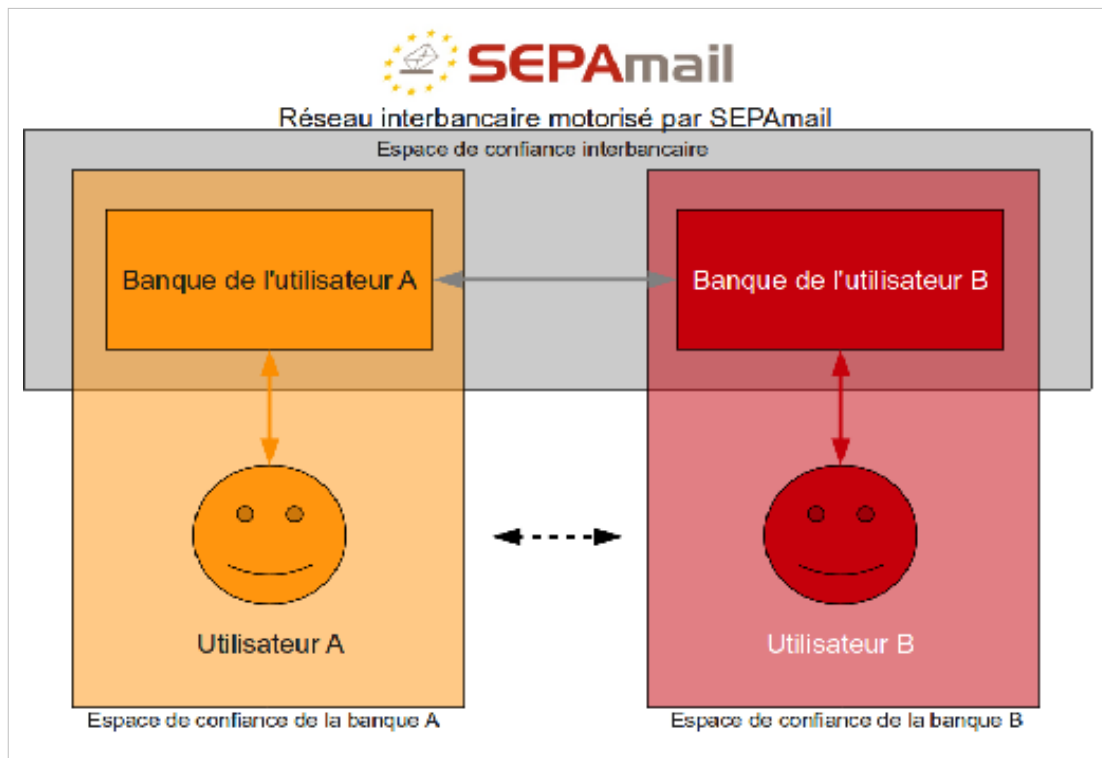 SEPAmail
Réseau interbancaire motorisé par SEPAmail
Espace de confiance interbancaire
Banque de l'utilisateur A
Banque de l'utilisateur B
Utilisateur A
Utilisateur B
Espace de confiance de la banque A
Espace de confiance de la banque B